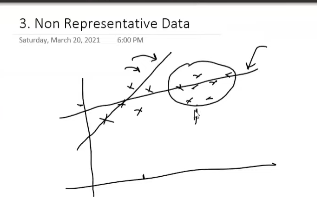 3. Non Representative Data
Saturday, March 20, 2021 6:00 PM